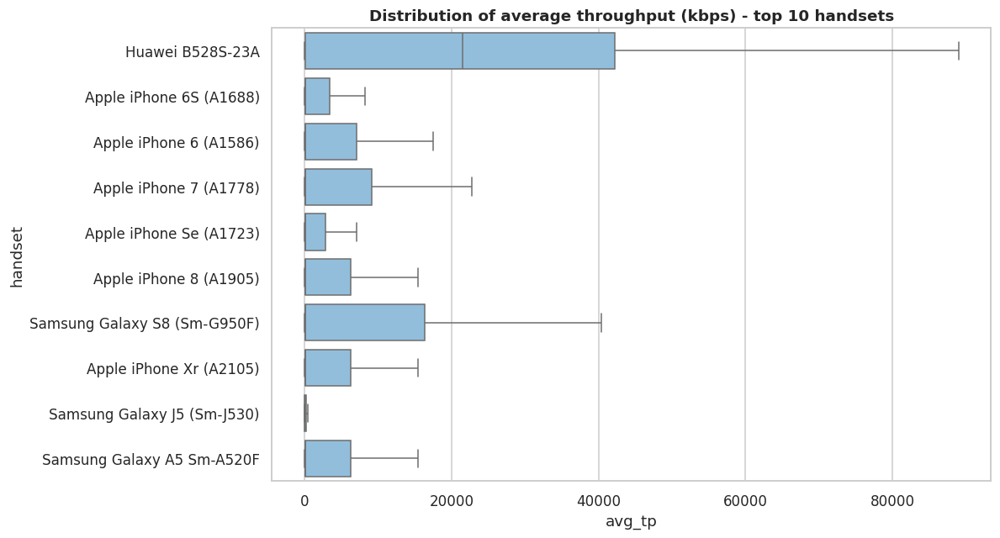 Distribution of average throughput (kbps) - top 10 handsets
Huawei B528S-23A
Apple iPhone 6S (A1688)
Apple iPhone 6 (A1586)
Apple iPhone 7 (A1778)
Apple iPhone Se (A1723)
Apple iPhone 8 (A1905)
Samsung Galaxy S8 (Sm-G950F)
Apple iPhone Xr (A2105)
Samsung Galaxy J5 (Sm-J530)
Samsung Galaxy A5 Sm-A520F
handset
0 20000 40000 60000 80000
avg_tp